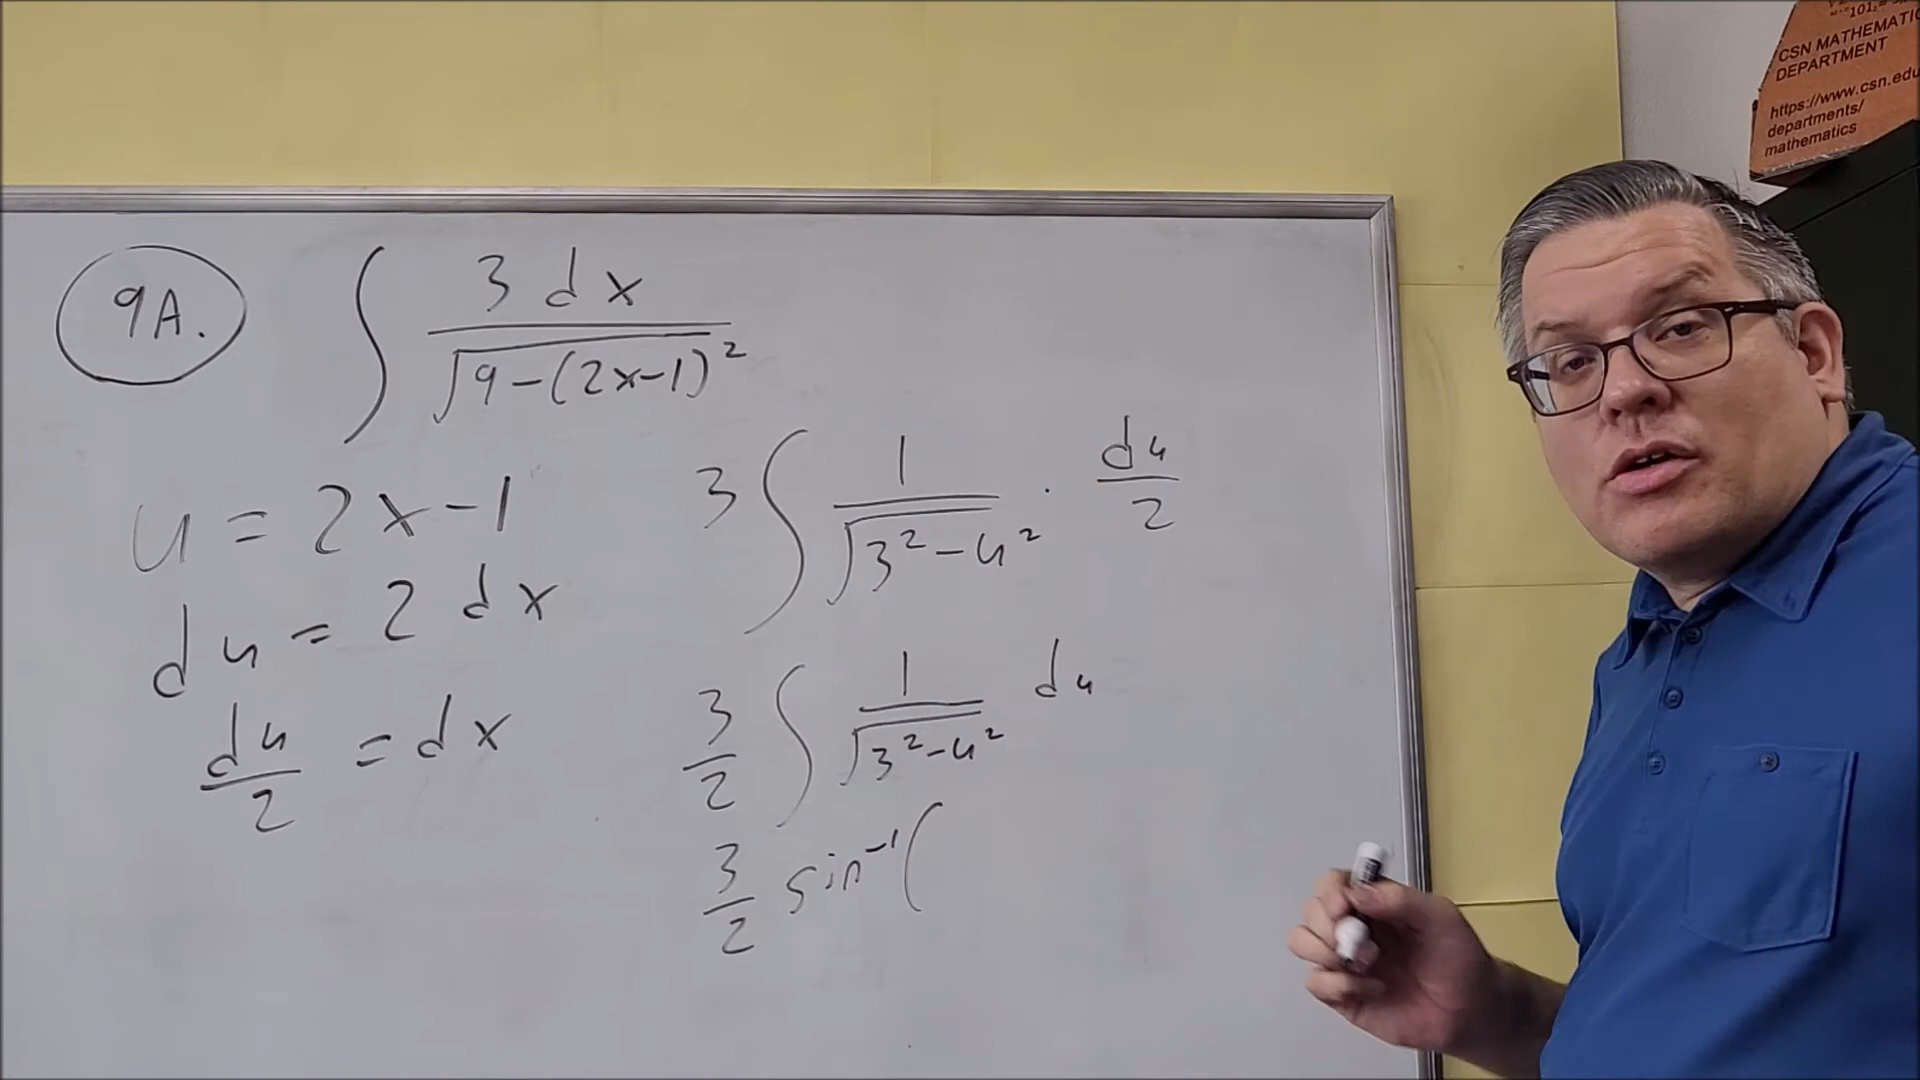 101₂ =
CSN MATHEMATIC
DEPARTMENT
https://www.csn.edu
departments/
mathematics
9A.
∫ 3 dx / √(9-(2x-1)²
u = 2x-1
du = 2 dx
du/2 = dx
3 ∫ 1/√(3²-u²) · du/2
3/2 ∫ 1/√(3²-u²) du
3/2 sin⁻¹(